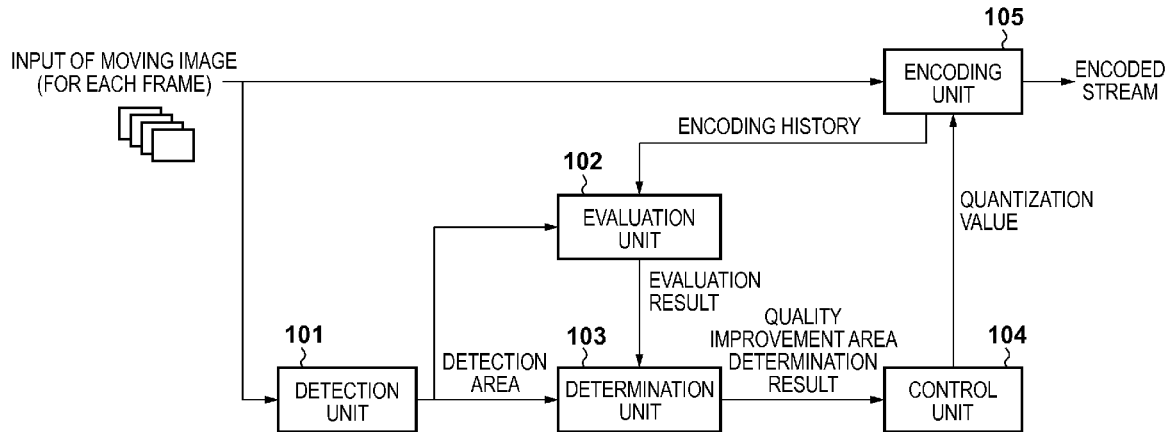 105
INPUT OF MOVING IMAGE
(FOR EACH FRAME)
ENCODING
UNIT
ENCODED
STREAM
ENCODING HISTORY
102
EVALUATION
UNIT
QUANTIZATION
VALUE
EVALUATION
RESULT
101
DETECTION
UNIT
DETECTION
AREA
103
DETERMINATION
UNIT
QUALITY
IMPROVEMENT AREA
DETERMINATION
RESULT
104
CONTROL
UNIT